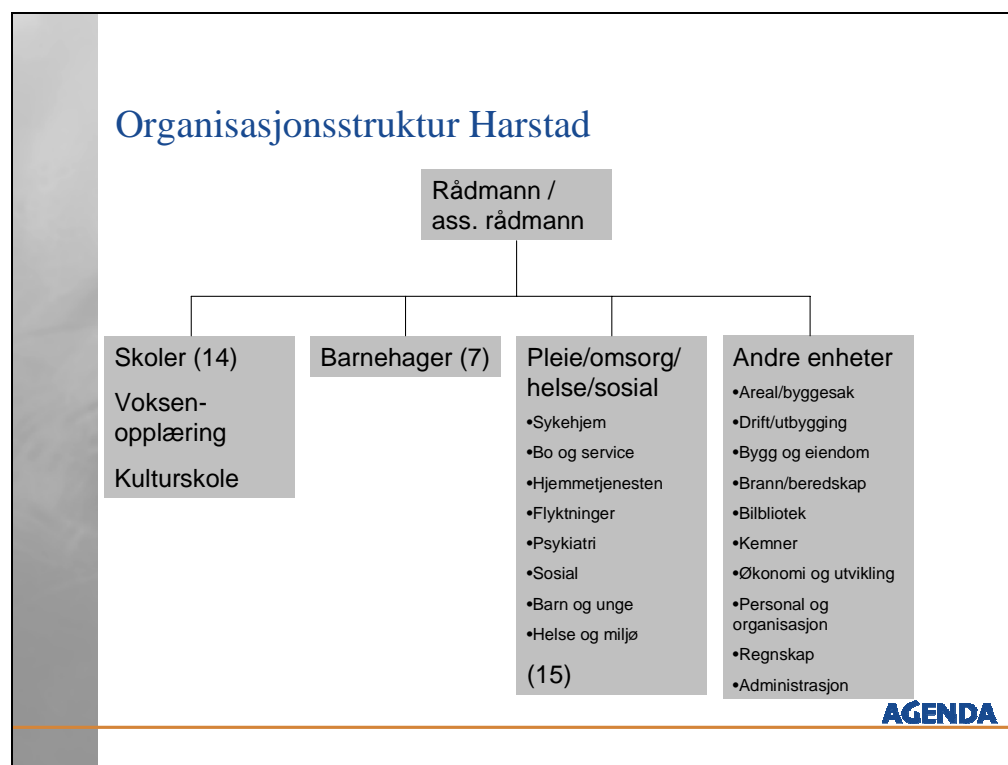 Organisasjonsstruktur Harstad
Rådmann /
ass. rådmann
Skoler (14)
Voksen-
opplæring
Kulturskole
Barnehager (7)
Pleie/omsorg/
helse/sosial
•Sykehjem
•Bo og service
•Hjemmetjenesten
•Flyktninger
•Psykiatri
•Sosial
•Barn og unge
•Helse og miljø
(15)
Andre enheter
•Areal/byggesak
•Drift/utbygging
•Bygg og eiendom
•Brann/beredskap
•Bilbliotek
•Kemner
•Økonomi og utvikling
•Personal og
organisasjon
•Regnskap
•Administrasjon
AGENDA